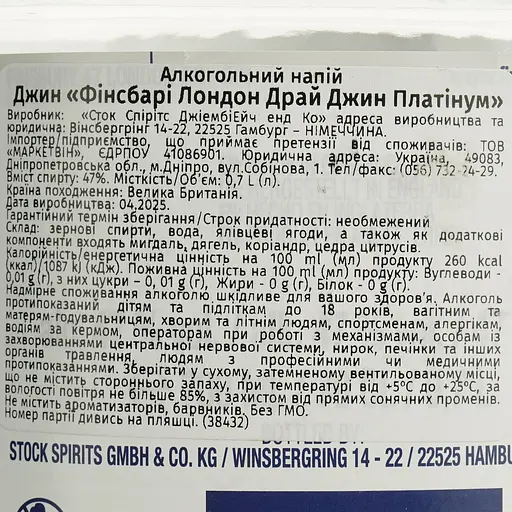 Алкогольний напій
Джин «Фінсбарі Лондон Драй Джин Платінум»
Виробник: «Сток Спірітс ДжіембіЕйч енд Ко» адреса виробництва та
юридична: Вінсбергрінг 14-22, 22525 Гамбург – НІМЕЧЧИНА.
Імпортер/підприємство, що приймає претензії від споживачів: ТОВ
«МАРКЕТВІН», ЄДРПОУ 41086901. Юридична адреса: Україна, 49083,
Дніпропетровська обл., м.Дніпро, вул.Собінова, 1. Тел/факс: (056) 732-24-29.
Вміст спирту: 47%. Місткість/Об'єм: 0,7 L (л).
Країна походження: Велика Британія.
Дата виробництва: 04.2025.
Гарантійний термін зберігання/Строк придатності: необмежений
Склад: зернові спирти, вода, ялівцеві ягоди, а також як додаткові
компоненти входять мигдаль, дягель, коріандр, цедра цитрусів.
Калорійність/енергетична цінність на 100 ml (мл) продукту 260 kcal
(ккал)/1087 kJ (кДж). Поживна цінність на 100 ml (мл) продукту: Вуглеводи -
0,01 g (г), з них цукри – 0, 01g (г), Жири - 0 g (г), Білок - 0 g (г).
Надмірне споживання алкоголю шкідливе для вашого здоров'я. Алкоголь
протипоказаний дітям та підліткам до 18 років, вагітним та
матерям-годувальницям, хворим та літнім людям, спортсменам, алергікам,
водіям за кермом, операторам при роботі з механізмами, особам із
захворюваннями центральної нервової системи, нирок, печінки та інших
органів травлення, людям з професійними чи медичними
протипоказаннями. Зберігати у сухому, затемненому вентильованому місці,
що не містить стороннього запаху, при температурі від +5°С до +25°С, за
вологості повітря не більше 85%, з захистом від прямих сонячних променів.
Не містить ароматизаторів, барвників, Без ГМО.
Номер партії дивись на пляшці. (38432)
BOTTLED BY:
STOCK SPIRITS GMBH & CO. KG / WINSBERGRING 14 - 22 / 22525 HAMBU